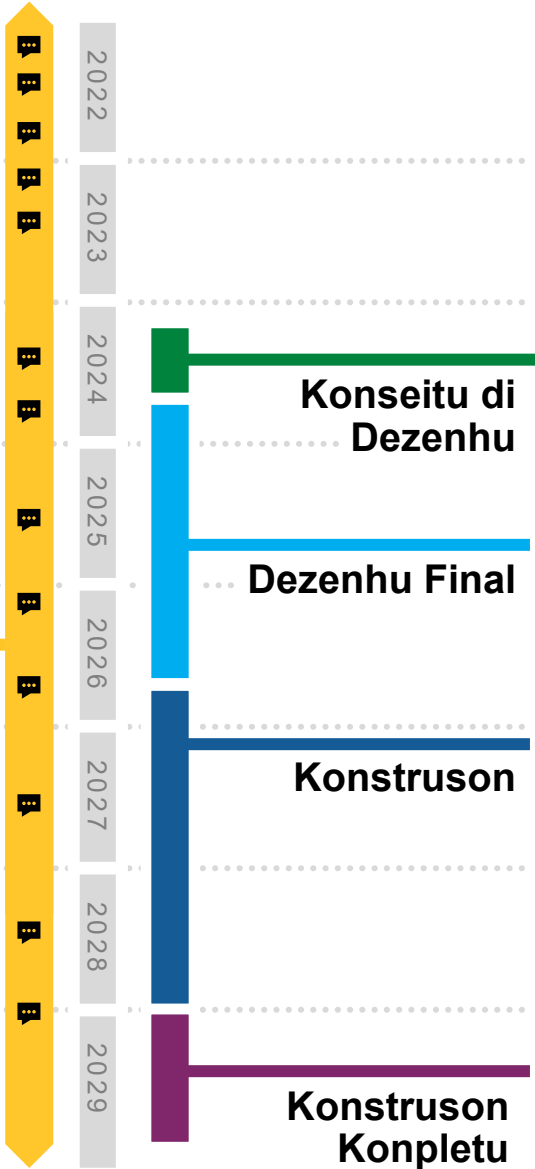 2022
2023
2024
Konseitu di
Dezenhu
2025
Dezenhu Final
2026
2027
Konstruson
2028
2029
Konstruson
Konpletu